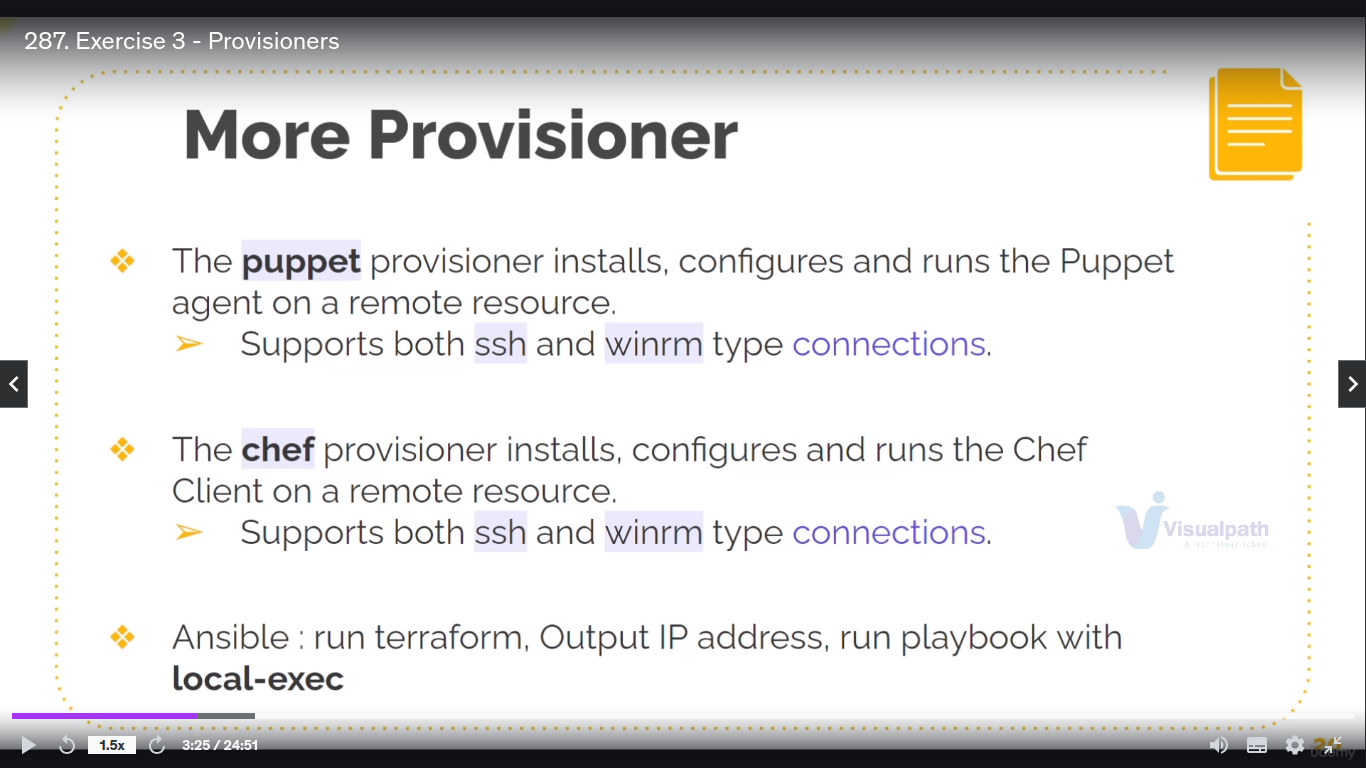 287. Exercise 3 - Provisioners
More Provisioner
The puppet provisioner installs, configures and runs the Puppet
agent on a remote resource.
Supports both ssh and winrm type connections.
The chef provisioner installs, configures and runs the Chef
Client on a remote resource.
Supports both ssh and winrm type connections.
Visualpath
A technology school
Ansible : run terraform, Output IP address, run playbook with
local-exec
1.5x
3:25 / 24:51
udemy